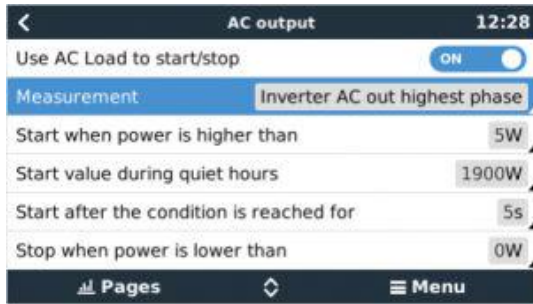 AC output 12:28
Use AC Load to start/stop ON
Measurement Inverter AC out highest phase
Start when power is higher than 5W
Start value during quiet hours 1900W
Start after the condition is reached for 5s
Stop when power is lower than 0W
Pages Menu